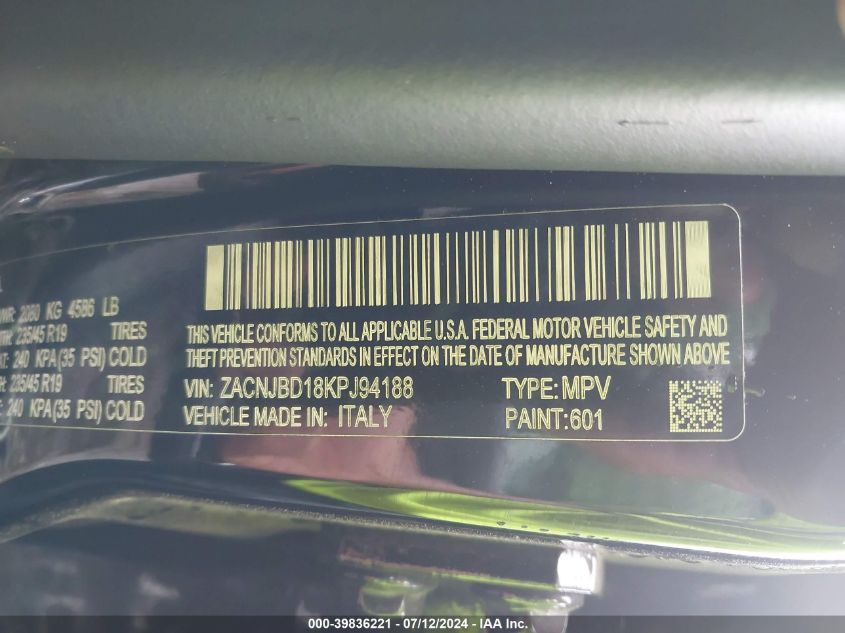 2080 KG 4586 LB
235/45 R19 TIRES
240 KPA(35 PSI) COLD
235/45 R19 TIRES
240 KPA(35 PSI) COLD
THIS VEHICLE CONFORMS TO ALL APPLICABLE U.S.A. FEDERAL MOTOR VEHICLE SAFETY AND
THEFT PREVENTION STANDARDS IN EFFECT ON THE DATE OF MANUFACTURE SHOWN ABOVE
VIN: ZACNJBD18KPJ94188 TYPE: MPV
VEHICLE MADE IN: ITALY PAINT:601
000-39836221 - 07/12/2024 - IAA Inc.